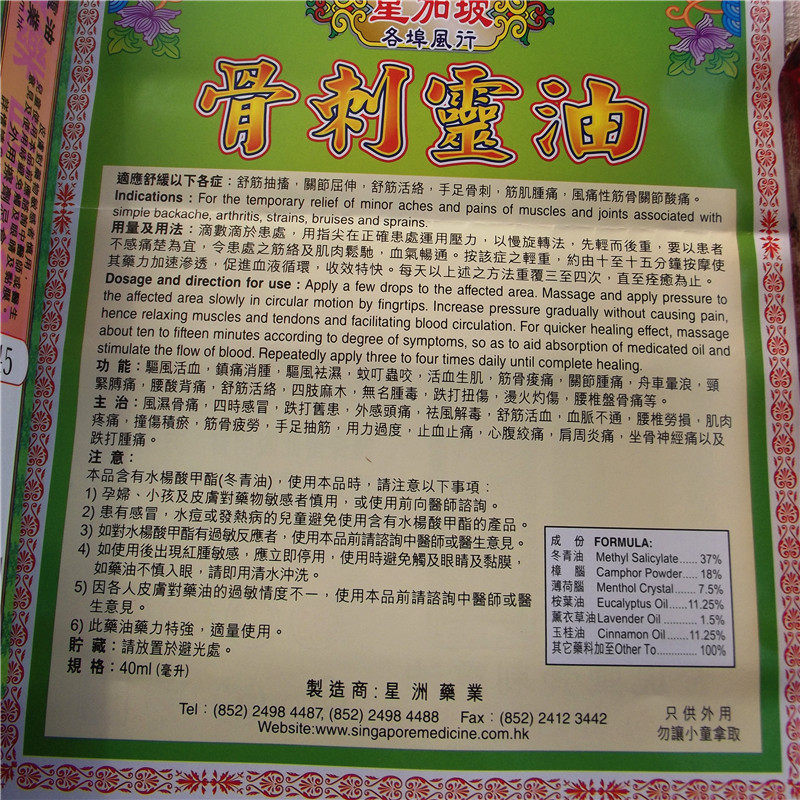 星加坡
各埠風行
骨刺靈油
適應舒緩以下各症：舒筋抽搐，關節屈伸，舒筋活絡，手足骨刺，筋肌腫痛，風痛性筋骨關節酸痛。
Indications : For the temporary relief of minor aches and pains of muscles and joints associated with
simple backache, arthritis, strains, bruises and sprains.
用量及用法：滴數滴於患處，用指尖在正確患處運用壓力，以慢旋轉法，先輕而後重，要以患者
不感痛楚為宜，令患處之筋絡及肌肉鬆馳，血氣暢通。按該症之輕重，約由十至十五分鐘按摩使
其藥力加速滲透，促進血液循環，收效特快。每天以上述之方法重覆三至四次，直至痊癒為止。
Dosage and direction for use : Apply a few drops to the affected area. Massage and apply pressure to
the affected area slowly in circular motion by fingrtips. Increase pressure gradually without causing pain,
hence relaxing muscles and tendons and facilitating blood circulation. For quicker healing effect, massage
about ten to fifteen minutes according to degree of symptoms, so as to aid absorption of medicated oil and
stimulate the flow of blood. Repeatedly apply three to four times daily until complete healing.
功 能：驅風活血，鎮痛消腫，驅風袪濕，蚊叮蟲咬，活血生肌，筋骨痠痛，關節腫痛，舟車暈浪，頸
緊膊痛，腰酸背痛，舒筋活絡，四肢麻木，無名腫毒，跌打扭傷，燙火灼傷，腰椎盤骨痛等。
主 治：風濕骨痛，四時感冒，跌打舊患，外感頭痛，袪風解毒，舒筋活血，血脈不通，腰椎勞損，肌肉
疼痛，撞傷積瘀，筋骨疲勞，手足抽筋，用力過度，止血止痛，心腹絞痛，肩周炎痛，坐骨神經痛以及
跌打腫痛。
注 意：
本品含有水楊酸甲酯(冬青油)，使用本品時，請注意以下事項：
1) 孕婦、小孩及皮膚對藥物敏感者慎用，或使用前向醫師諮詢。
2) 患有感冒，水痘或發熱病的兒童避免使用含有水楊酸甲酯的產品。
3) 如對水楊酸甲酯有過敏反應者，使用本品前請諮詢中醫師或醫生意見。
4) 如使用後出現紅腫敏感，應立即停用，使用時避免觸及眼睛及黏膜，
如藥油不慎入眼，請即用清水沖洗。
5) 因各人皮膚對藥油的過敏情度不一，使用本品前請諮詢中醫師或醫
生意見。
6) 此藥油藥力特強，適量使用。
貯 藏：請放置於避光處。
規 格：40ml (毫升)
成 份 FORMULA:
冬青油 Methyl Salicylate..... 37%
樟 腦 Camphor Powder..... 18%
薄荷腦 Menthol Crystal...... 7.5%
桉葉油 Eucalyptus Oil.....11.25%
薰衣草油Lavender Oil.......... 1.5%
玉桂油 Cinnamon Oil.......11.25%
其它藥料加至Other To............ 100%
製造商：星洲藥業
Tel：(852) 2498 4487, (852) 2498 4488 Fax：(852) 2412 3442
Website:www.singaporemedicine.com.hk
只供外用
勿讓小童拿取